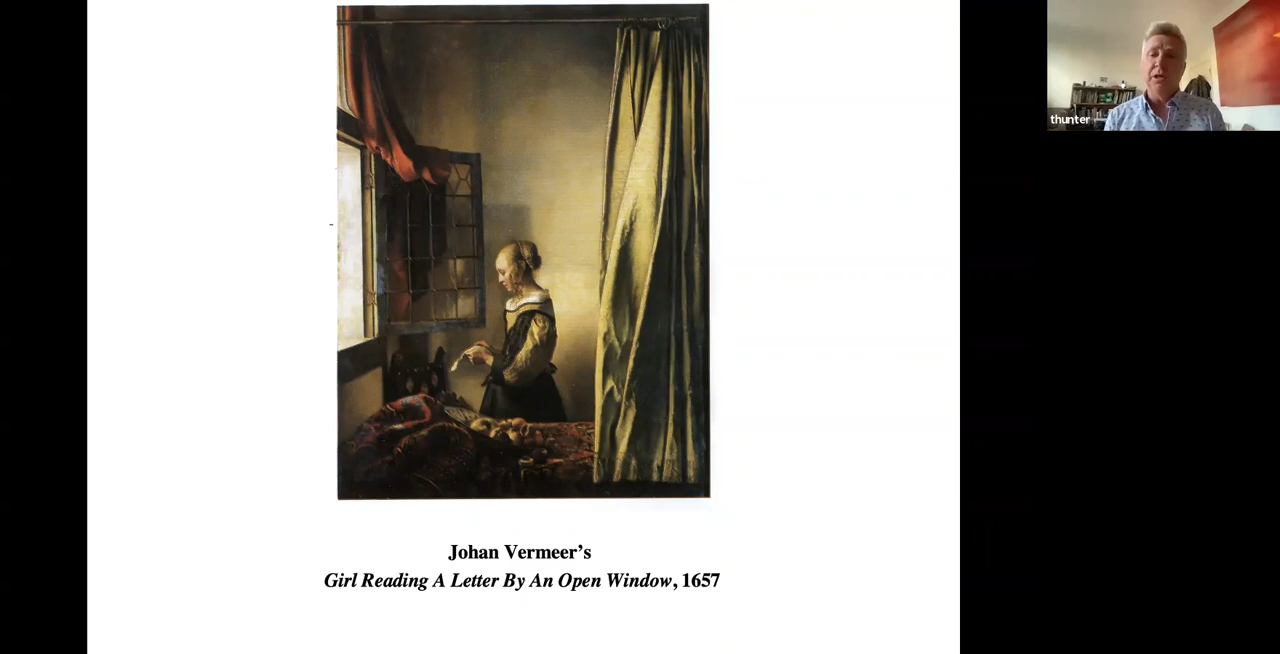 thunter
Johan Vermeer’s
Girl Reading A Letter By An Open Window, 1657